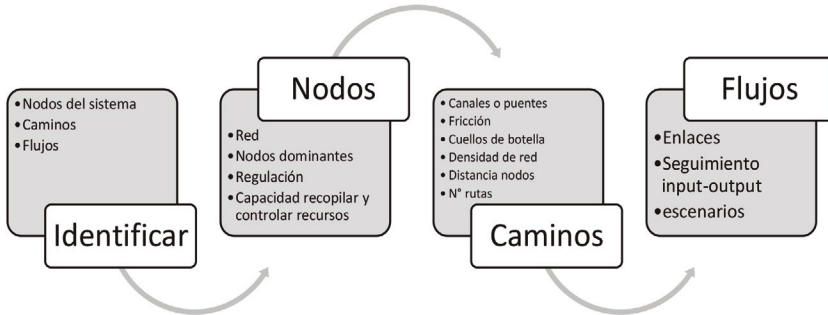 • Nodos del sistema
• Caminos
• Flujos
Identificar
Nodos
• Red
• Nodos dominantes
• Regulación
• Capacidad recopilar y
controlar recursos
• Canales o puentes
• Fricción
• Cuellos de botella
• Densidad de red
• Distancia nodos
• N° rutas
Caminos
Flujos
• Enlaces
• Seguimiento
input-output
• escenarios